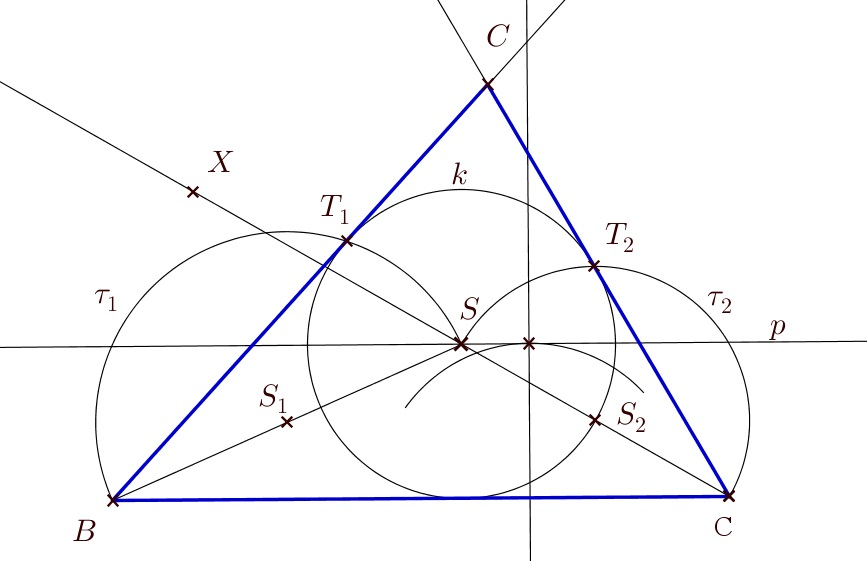 C
X
k
T₁
T₂
τ₁
τ₂
S
p
S₁
S₂
B
C